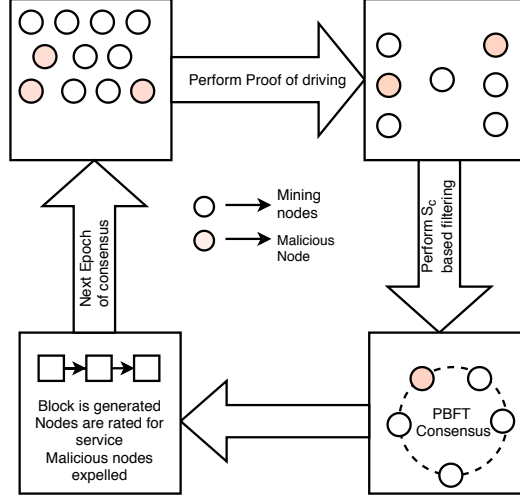 Perform Proof of driving
Mining
nodes
Malicious
Node
Next Epoch
of consensus
Perform S_c
based filtering
Block is generated
Nodes are rated for
service
Malicious nodes
expelled
PBFT
Consensus